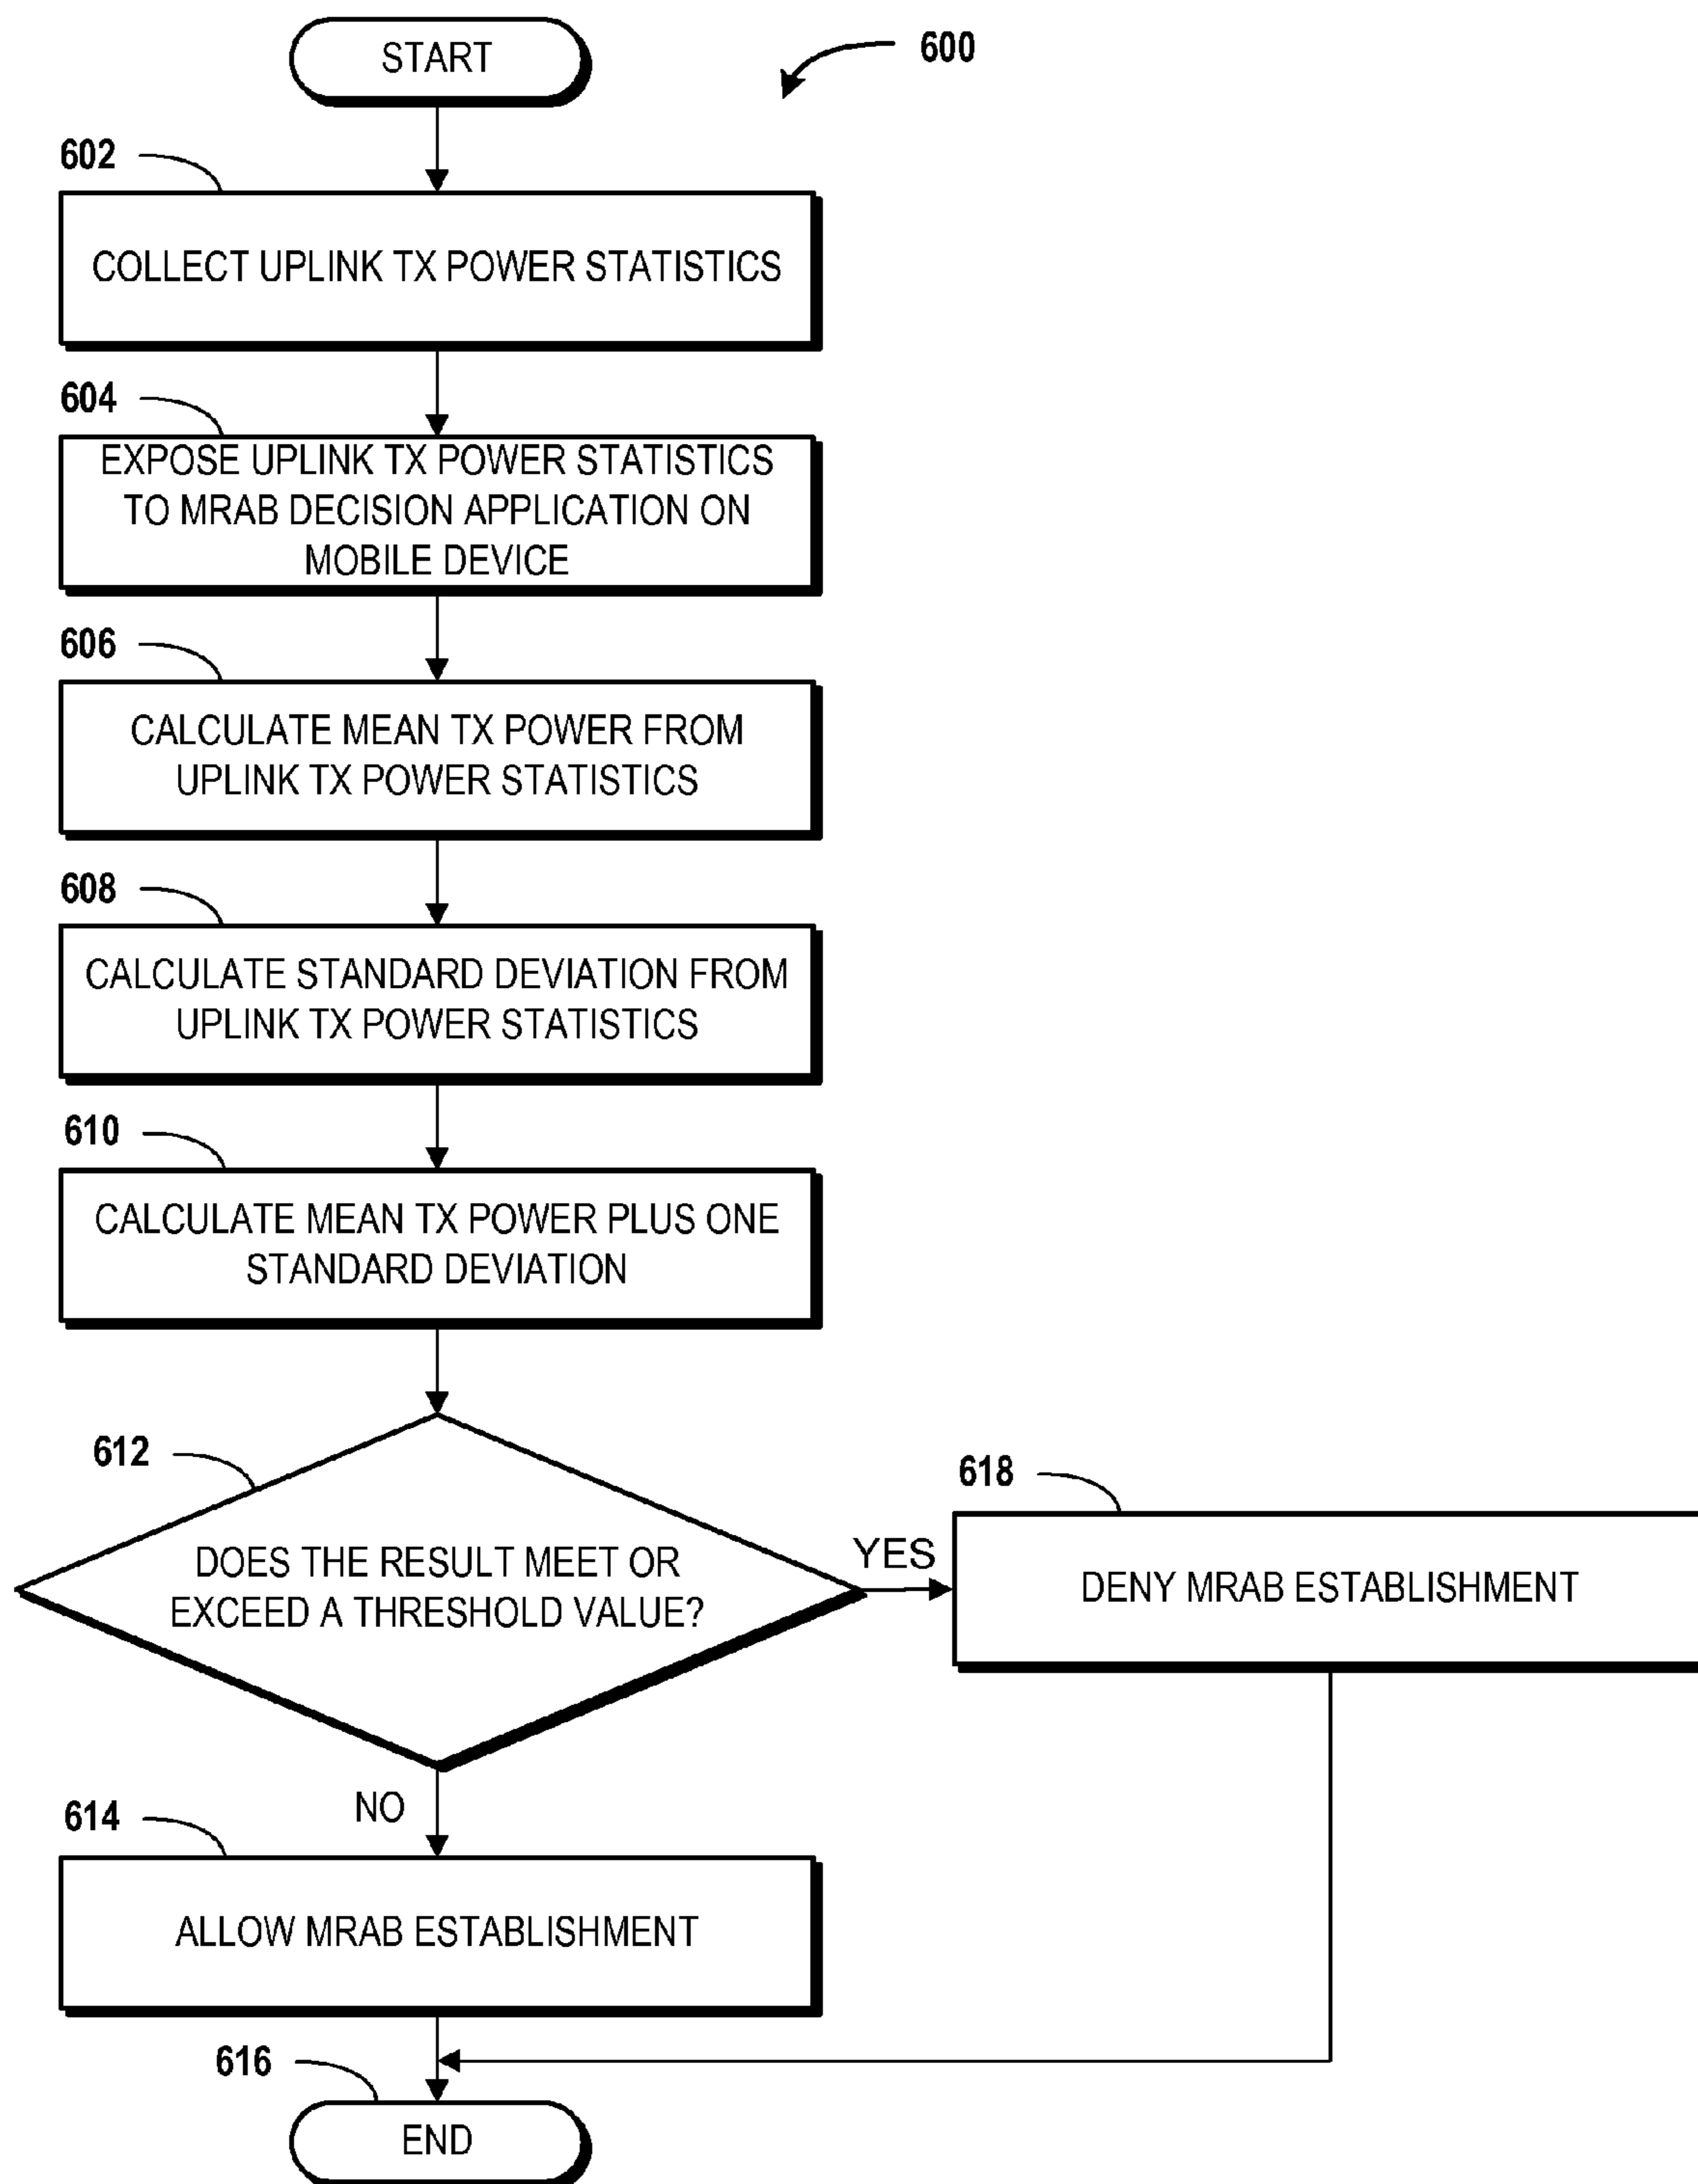 START
600
602
COLLECT UPLINK TX POWER STATISTICS
604
EXPOSE UPLINK TX POWER STATISTICS
TO MRAB DECISION APPLICATION ON
MOBILE DEVICE
606
CALCULATE MEAN TX POWER FROM
UPLINK TX POWER STATISTICS
608
CALCULATE STANDARD DEVIATION FROM
UPLINK TX POWER STATISTICS
610
CALCULATE MEAN TX POWER PLUS ONE
STANDARD DEVIATION
612
DOES THE RESULT MEET OR
EXCEED A THRESHOLD VALUE?
YES
618
DENY MRAB ESTABLISHMENT
NO
614
ALLOW MRAB ESTABLISHMENT
616
END